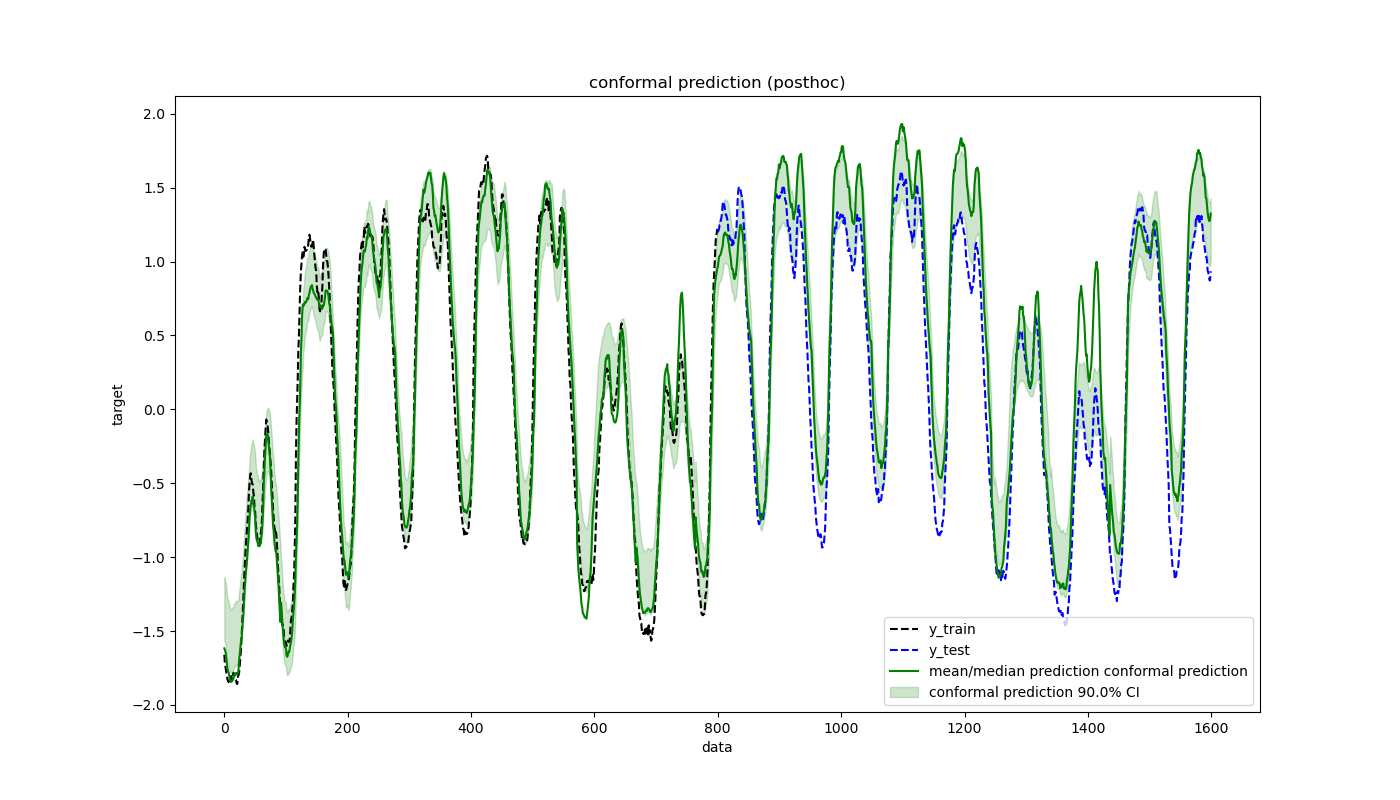 conformal prediction (posthoc)
2.0
1.5
1.0
0.5
0.0
−0.5
−1.0
−1.5
−2.0
target
y_train
y_test
mean/median prediction conformal prediction
conformal prediction 90.0% CI
0 200 400 600 800 1000 1200 1400 1600
data